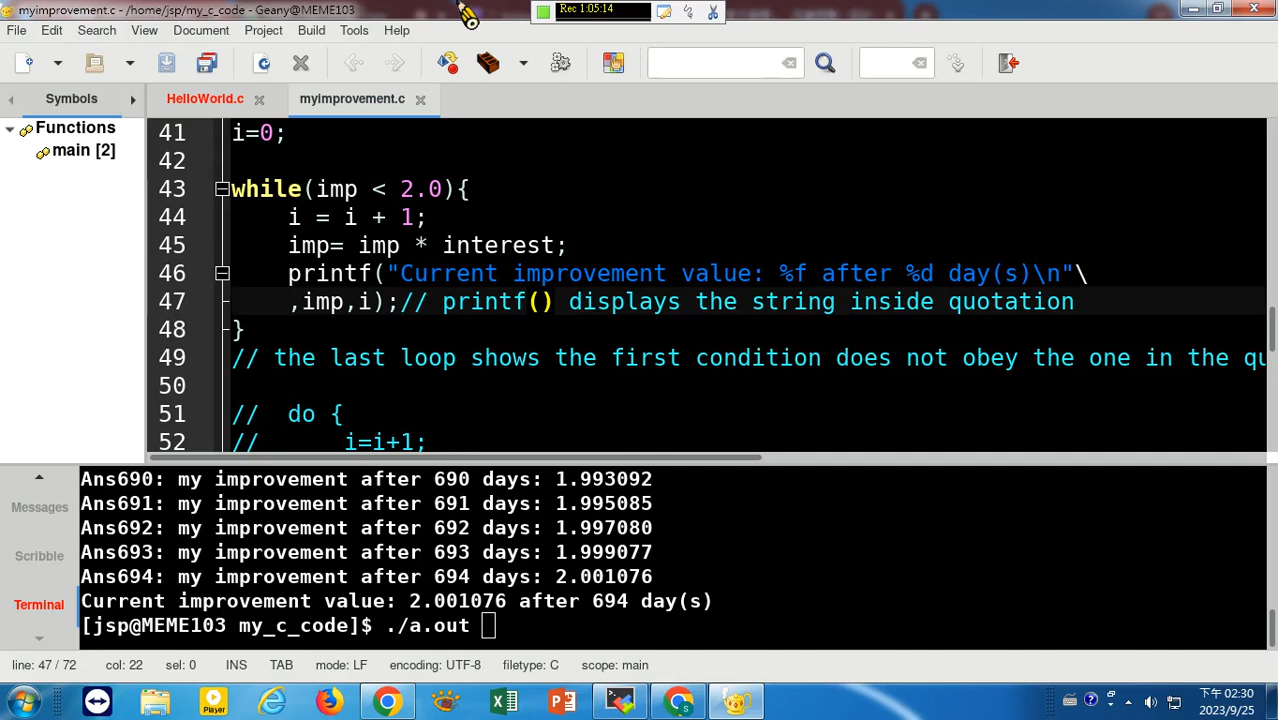 myimprovement.c - /home/jsp/my_c_code - Geany@MEME103
Rec 1:05:14
File Edit Search View Document Project Build Tools Help
Symbols HelloWorld.c myimprovement.c
Functions
main [2]
41 i=0;
42
43 while(imp < 2.0){
44 i = i + 1;
45 imp= imp * interest;
46 printf("Current improvement value: %f after %d day(s)\n"\
47 ,imp,i);// printf() displays the string inside quotation
48 }
49 // the last loop shows the first condition does not obey the one in the qu
50
51 // do {
52 // i=i+1;
Messages
Scribble
Terminal
Ans690: my improvement after 690 days: 1.993092
Ans691: my improvement after 691 days: 1.995085
Ans692: my improvement after 692 days: 1.997080
Ans693: my improvement after 693 days: 1.999077
Ans694: my improvement after 694 days: 2.001076
Current improvement value: 2.001076 after 694 day(s)
[jsp@MEME103 my_c_code]$ ./a.out
line: 47 / 72 col: 22 sel: 0 INS TAB mode: LF encoding: UTF-8 filetype: C scope: main
Player
下午 02:30
2023/9/25